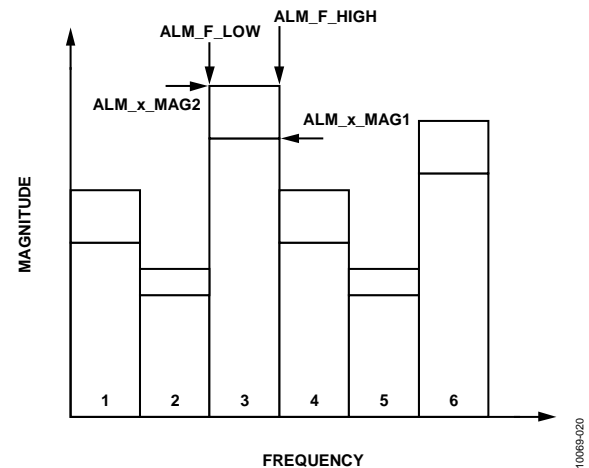 ALM_F_HIGH
ALM_F_LOW
ALM_x_MAG2
ALM_x_MAG1
MAGNITUDE
1 2 3 4 5 6
FREQUENCY
10069-020